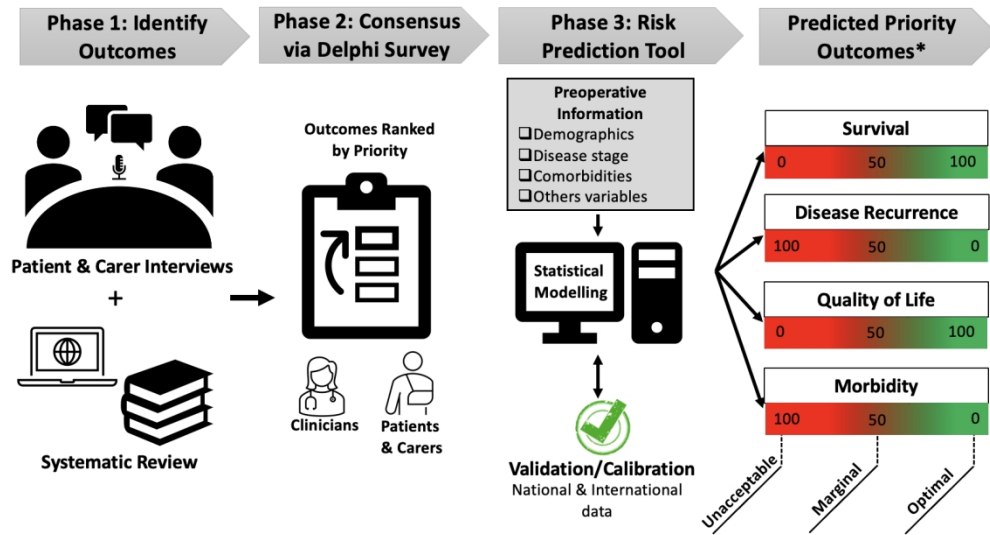 Phase 1: Identify
Outcomes
Phase 2: Consensus
via Delphi Survey
Phase 3: Risk
Prediction Tool
Predicted Priority
Outcomes*
Patient & Carer Interviews
+
Systematic Review
Outcomes Ranked
by Priority
Clinicians
Patients
& Carers
Preoperative
Information
❑Demographics
❑Disease stage
❑Comorbidities
❑Others variables
Statistical
Modelling
Validation/Calibration
National & International
data
Survival
0 50 100
Disease Recurrence
100 50 0
Quality of Life
0 50 100
Morbidity
100 50 0
Unacceptable
Marginal
Optimal